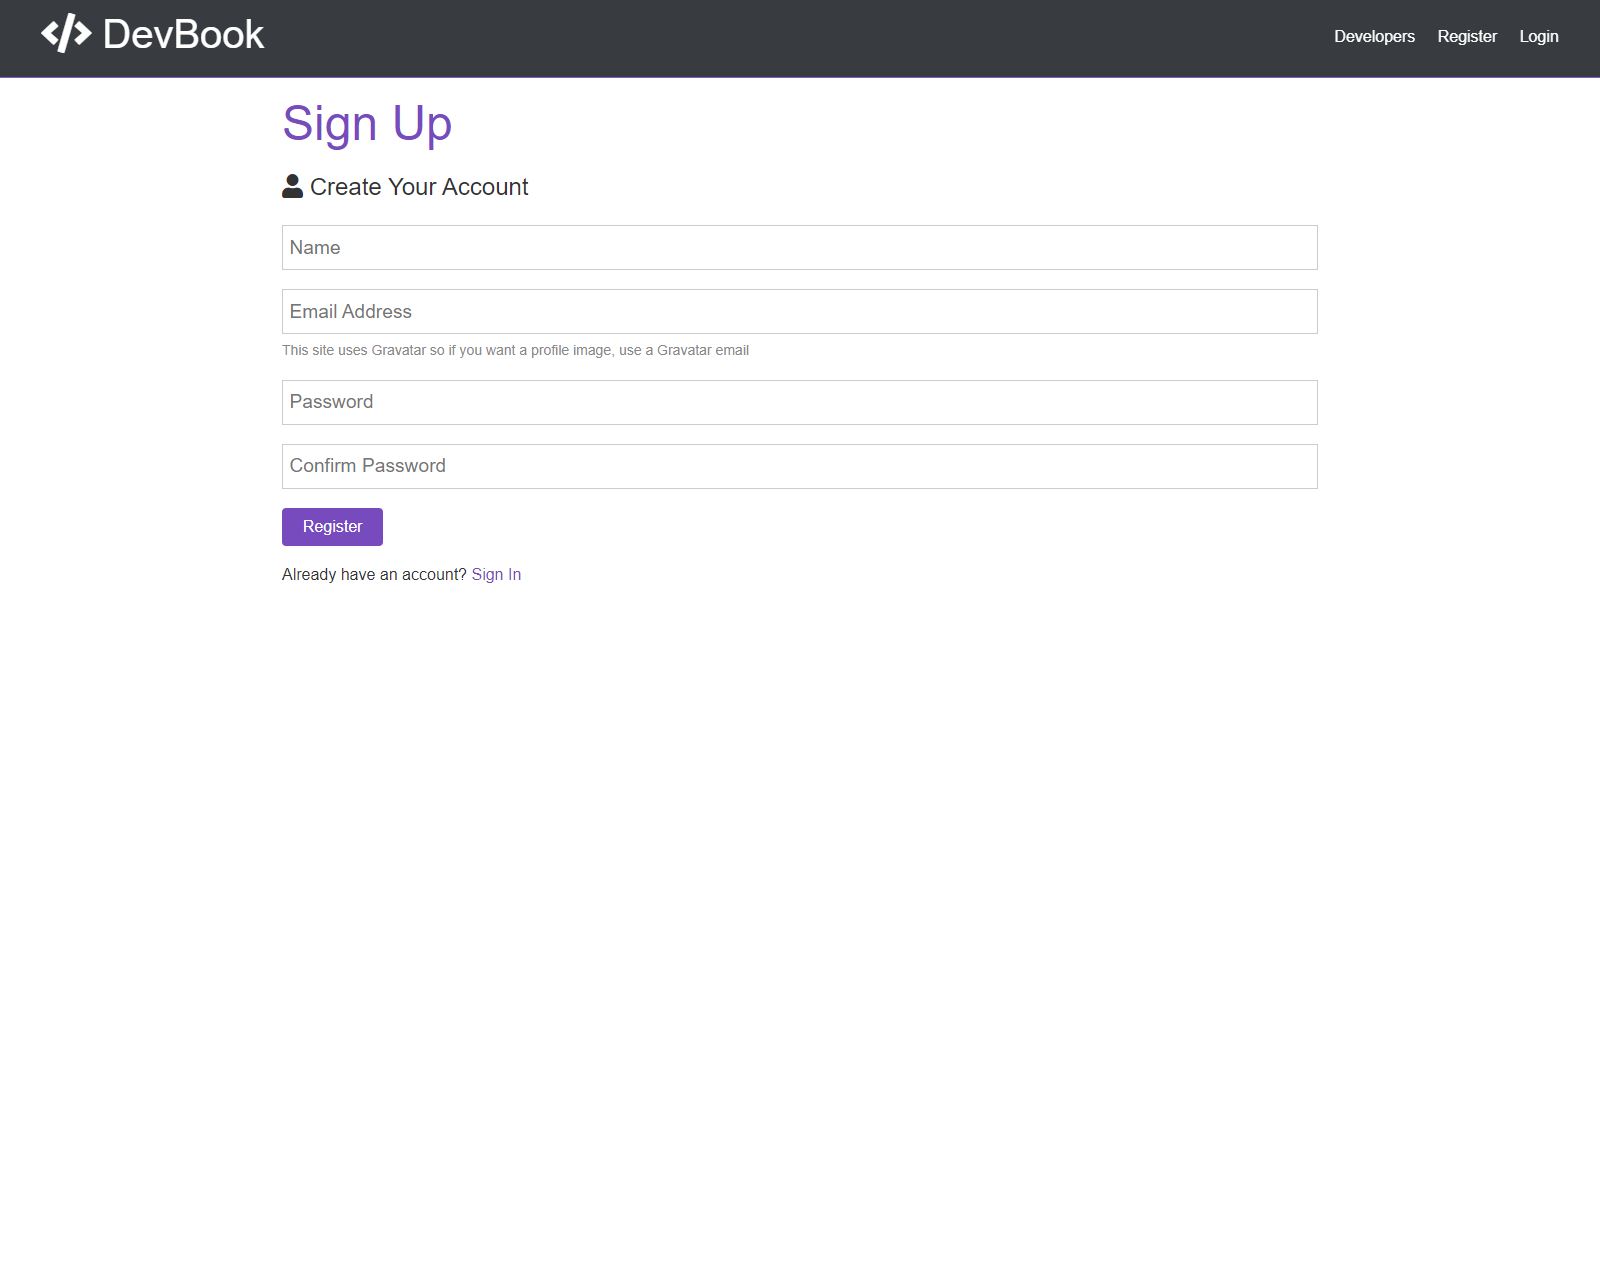 DevBook
Developers Register Login
Sign Up
Create Your Account
Name
Email Address
This site uses Gravatar so if you want a profile image, use a Gravatar email
Password
Confirm Password
Register
Already have an account? Sign In